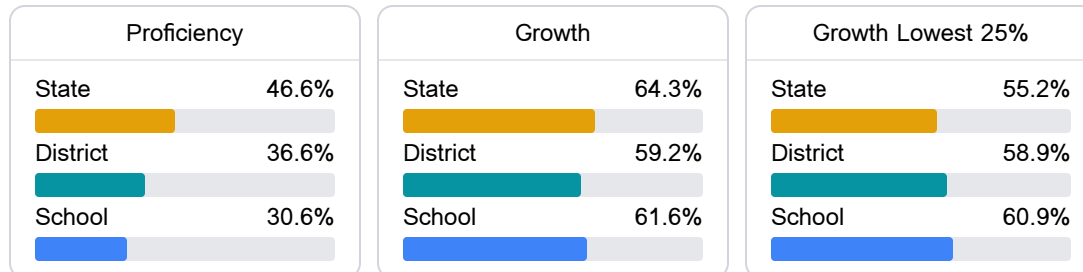 Proficiency
State 46.6%
District 36.6%
School 30.6%
Growth
State 64.3%
District 59.2%
School 61.6%
Growth Lowest 25%
State 55.2%
District 58.9%
School 60.9%